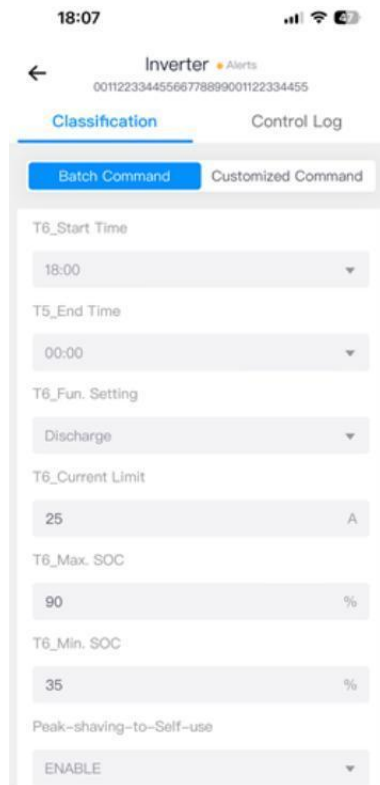 18:07
47
Inverter Alerts
00112233445566778899001122334455
Classification Control Log
Batch Command Customized Command
T6_Start Time
18:00
T5_End Time
00:00
T6_Fun. Setting
Discharge
T6_Current Limit
25 A
T6_Max. SOC
90 %
T6_Min. SOC
35 %
Peak-shaving-to-Self-use
ENABLE